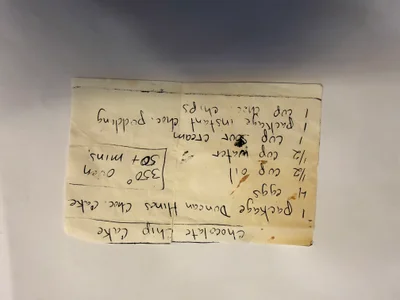 Chocolate Chip Cake
1 package Duncan Hines Choc. Cake
4 eggs
1/2 cup oil
1/2 cup water
1 cup sour cream
1 package instant choc. pudding
1 cup choc. chips
350° oven
50+ mins.